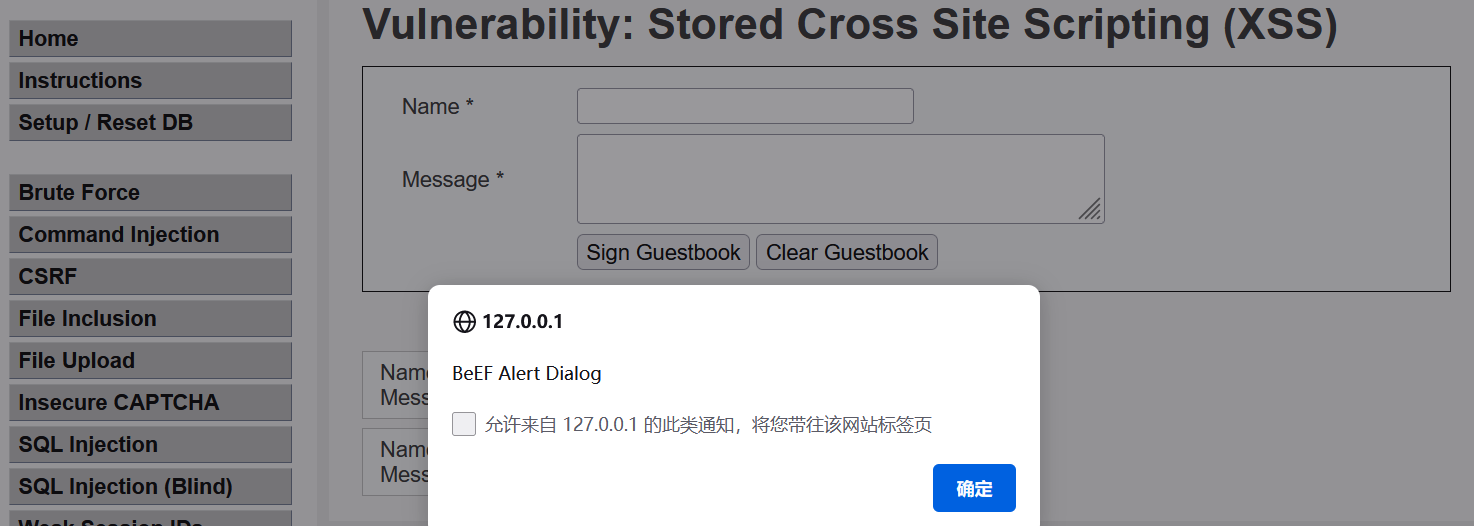 Vulnerability: Stored Cross Site Scripting (XSS)
Home
Instructions
Setup / Reset DB
Brute Force
Command Injection
CSRF
File Inclusion
File Upload
Insecure CAPTCHA
SQL Injection
SQL Injection (Blind)
Weak Session IDs
Name *
Message *
Sign Guestbook Clear Guestbook
Name
Mess
Name
Mess
127.0.0.1
BeEF Alert Dialog
允许来自 127.0.0.1 的此类通知，将您带往该网站标签页
确定